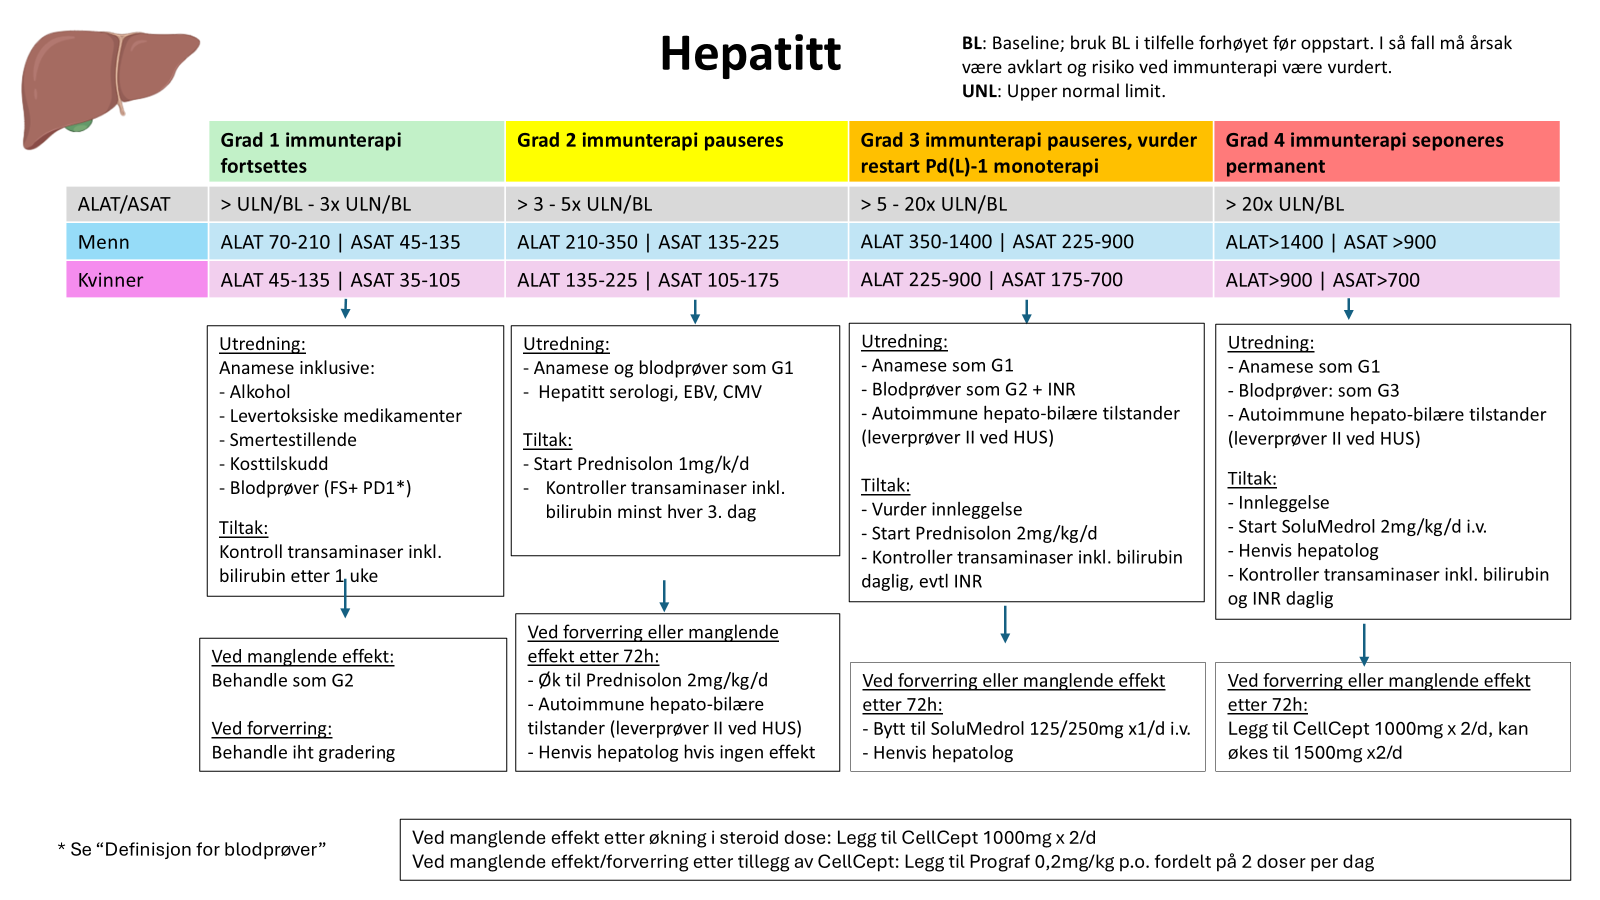 Hepatitt
BL: Baseline; bruk BL i tilfelle forhøyet før oppstart. I så fall må årsak
være avklart og risiko ved immunterapi være vurdert.
UNL: Upper normal limit.
Grad 1 immunterapi
fortsettes
Grad 2 immunterapi pauseres
Grad 3 immunterapi pauseres, vurder
restart Pd(L)-1 monoterapi
Grad 4 immunterapi seponeres
permanent
ALAT/ASAT
> ULN/BL - 3x ULN/BL
> 3 - 5x ULN/BL
> 5 - 20x ULN/BL
> 20x ULN/BL
Menn
ALAT 70-210 | ASAT 45-135
ALAT 210-350 | ASAT 135-225
ALAT 350-1400 | ASAT 225-900
ALAT>1400 | ASAT >900
Kvinner
ALAT 45-135 | ASAT 35-105
ALAT 135-225 | ASAT 105-175
ALAT 225-900 | ASAT 175-700
ALAT>900 | ASAT>700
Utredning:
Anamese inklusive:
- Alkohol
- Levertoksiske medikamenter
- Smertestillende
- Kosttilskudd
- Blodprøver (FS+ PD1*)
Tiltak:
Kontroll transaminaser inkl.
bilirubin etter 1 uke
Ved manglende effekt:
Behandle som G2
Ved forverring:
Behandle iht gradering
Utredning:
- Anamese og blodprøver som G1
- Hepatitt serologi, EBV, CMV
Tiltak:
- Start Prednisolon 1mg/k/d
- Kontroller transaminaser inkl.
bilirubin minst hver 3. dag
Ved forverring eller manglende
effekt etter 72h:
- Øk til Prednisolon 2mg/kg/d
- Autoimmune hepato-bilære
tilstander (leverprøver II ved HUS)
- Henvis hepatolog hvis ingen effekt
Utredning:
- Anamese som G1
- Blodprøver som G2 + INR
- Autoimmune hepato-bilære tilstander
(leverprøver II ved HUS)
Tiltak:
- Vurder innleggelse
- Start Prednisolon 2mg/kg/d
- Kontroller transaminaser inkl. bilirubin
daglig, evtl INR
Ved forverring eller manglende effekt
etter 72h:
- Bytt til SoluMedrol 125/250mg x1/d i.v.
- Henvis hepatolog
Utredning:
- Anamese som G1
- Blodprøver: som G3
- Autoimmune hepato-bilære tilstander
(leverprøver II ved HUS)
Tiltak:
- Innleggelse
- Start SoluMedrol 2mg/kg/d i.v.
- Henvis hepatolog
- Kontroller transaminaser inkl. bilirubin
og INR daglig
Ved forverring eller manglende effekt
etter 72h:
Legg til CellCept 1000mg x 2/d, kan
økes til 1500mg x2/d
* Se “Definisjon for blodprøver”
Ved manglende effekt etter økning i steroid dose: Legg til CellCept 1000mg x 2/d
Ved manglende effekt/forverring etter tillegg av CellCept: Legg til Prograf 0,2mg/kg p.o. fordelt på 2 doser per dag